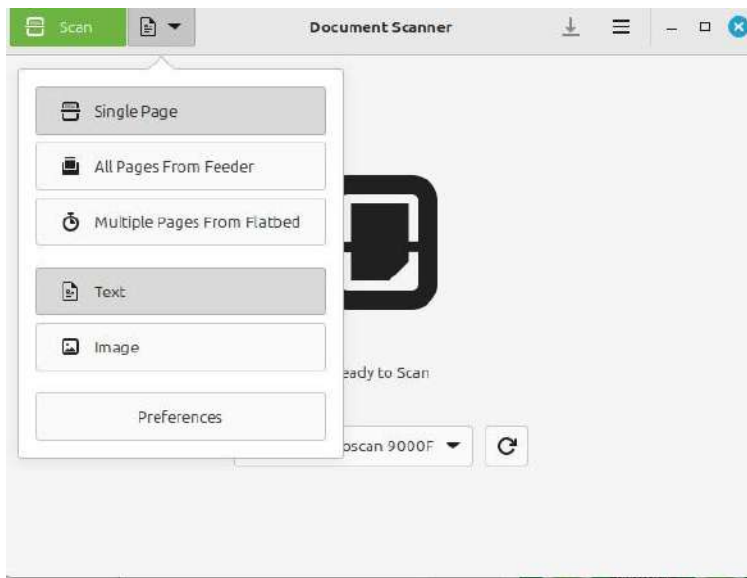 Scan
Document Scanner
Single Page
All Pages From Feeder
Multiple Pages From Flatbed
Text
Image
eady to Scan
Preferences
oscan 9000F